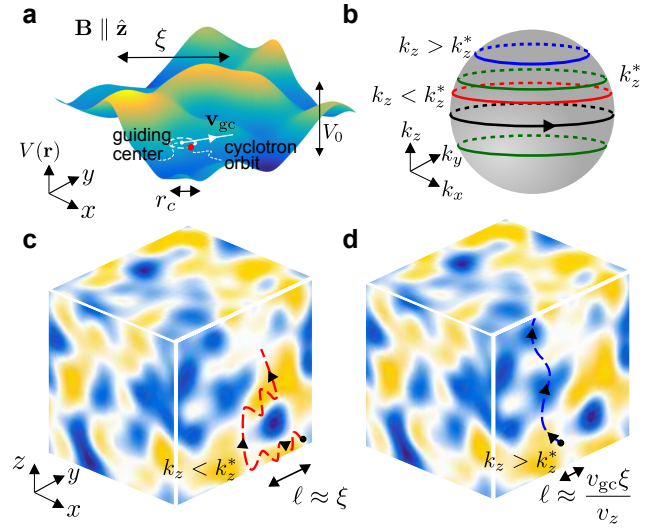 a
B ∥ ẑ
ξ
v_gc
V_0
guiding
center
cyclotron
orbit
V(r)
y
x
r_c
b
k_z > k_z^*
k_z^*
k_z < k_z^*
k_z
k_y
k_x
c
k_z < k_z^*
z
y
x
ℓ ≈ ξ
d
k_z > k_z^*
ℓ ≈ v_gc ξ / v_z